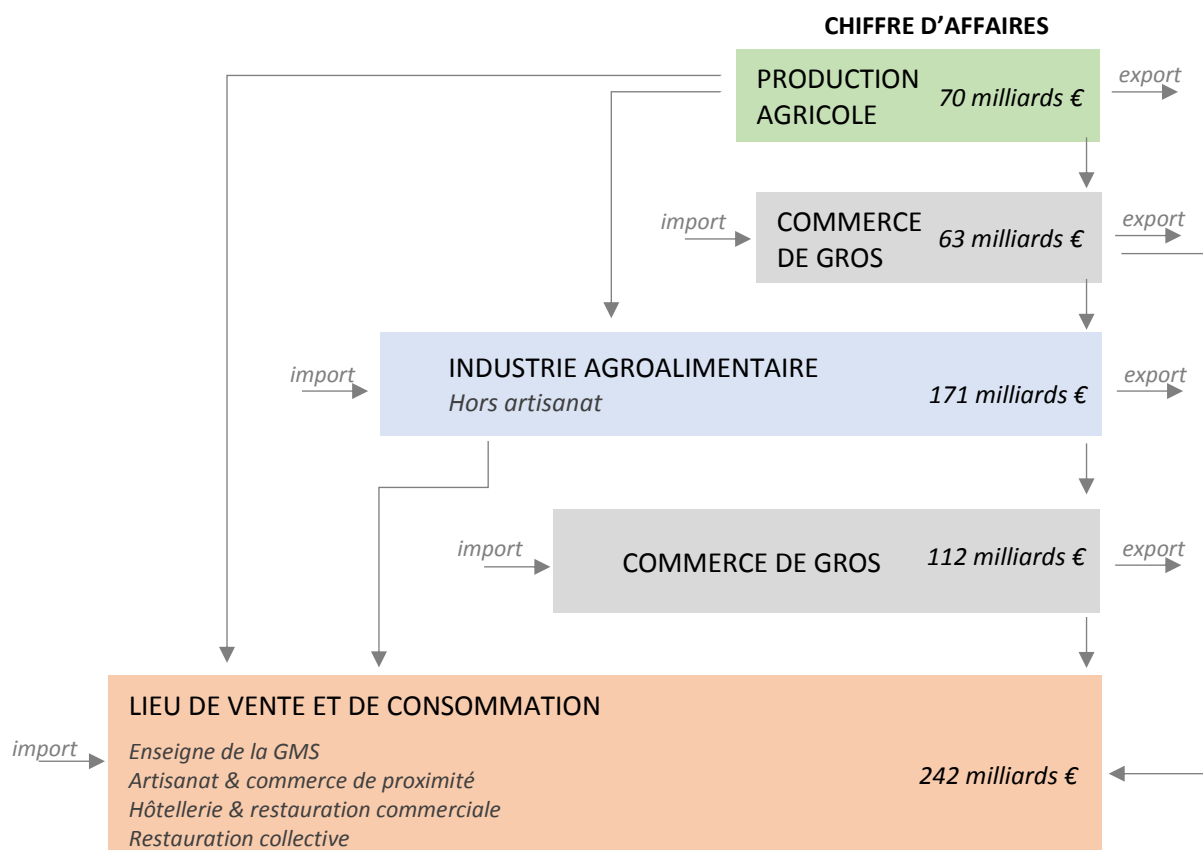 CHIFFRE D’AFFAIRES
PRODUCTION
AGRICOLE
70 milliards €
export
import
COMMERCE
DE GROS
63 milliards €
export
import
INDUSTRIE AGROALIMENTAIRE
Hors artisanat
171 milliards €
export
import
COMMERCE DE GROS
112 milliards €
export
import
LIEU DE VENTE ET DE CONSOMMATION
Enseigne de la GMS
Artisanat & commerce de proximité
Hôtellerie & restauration commerciale
Restauration collective
242 milliards €